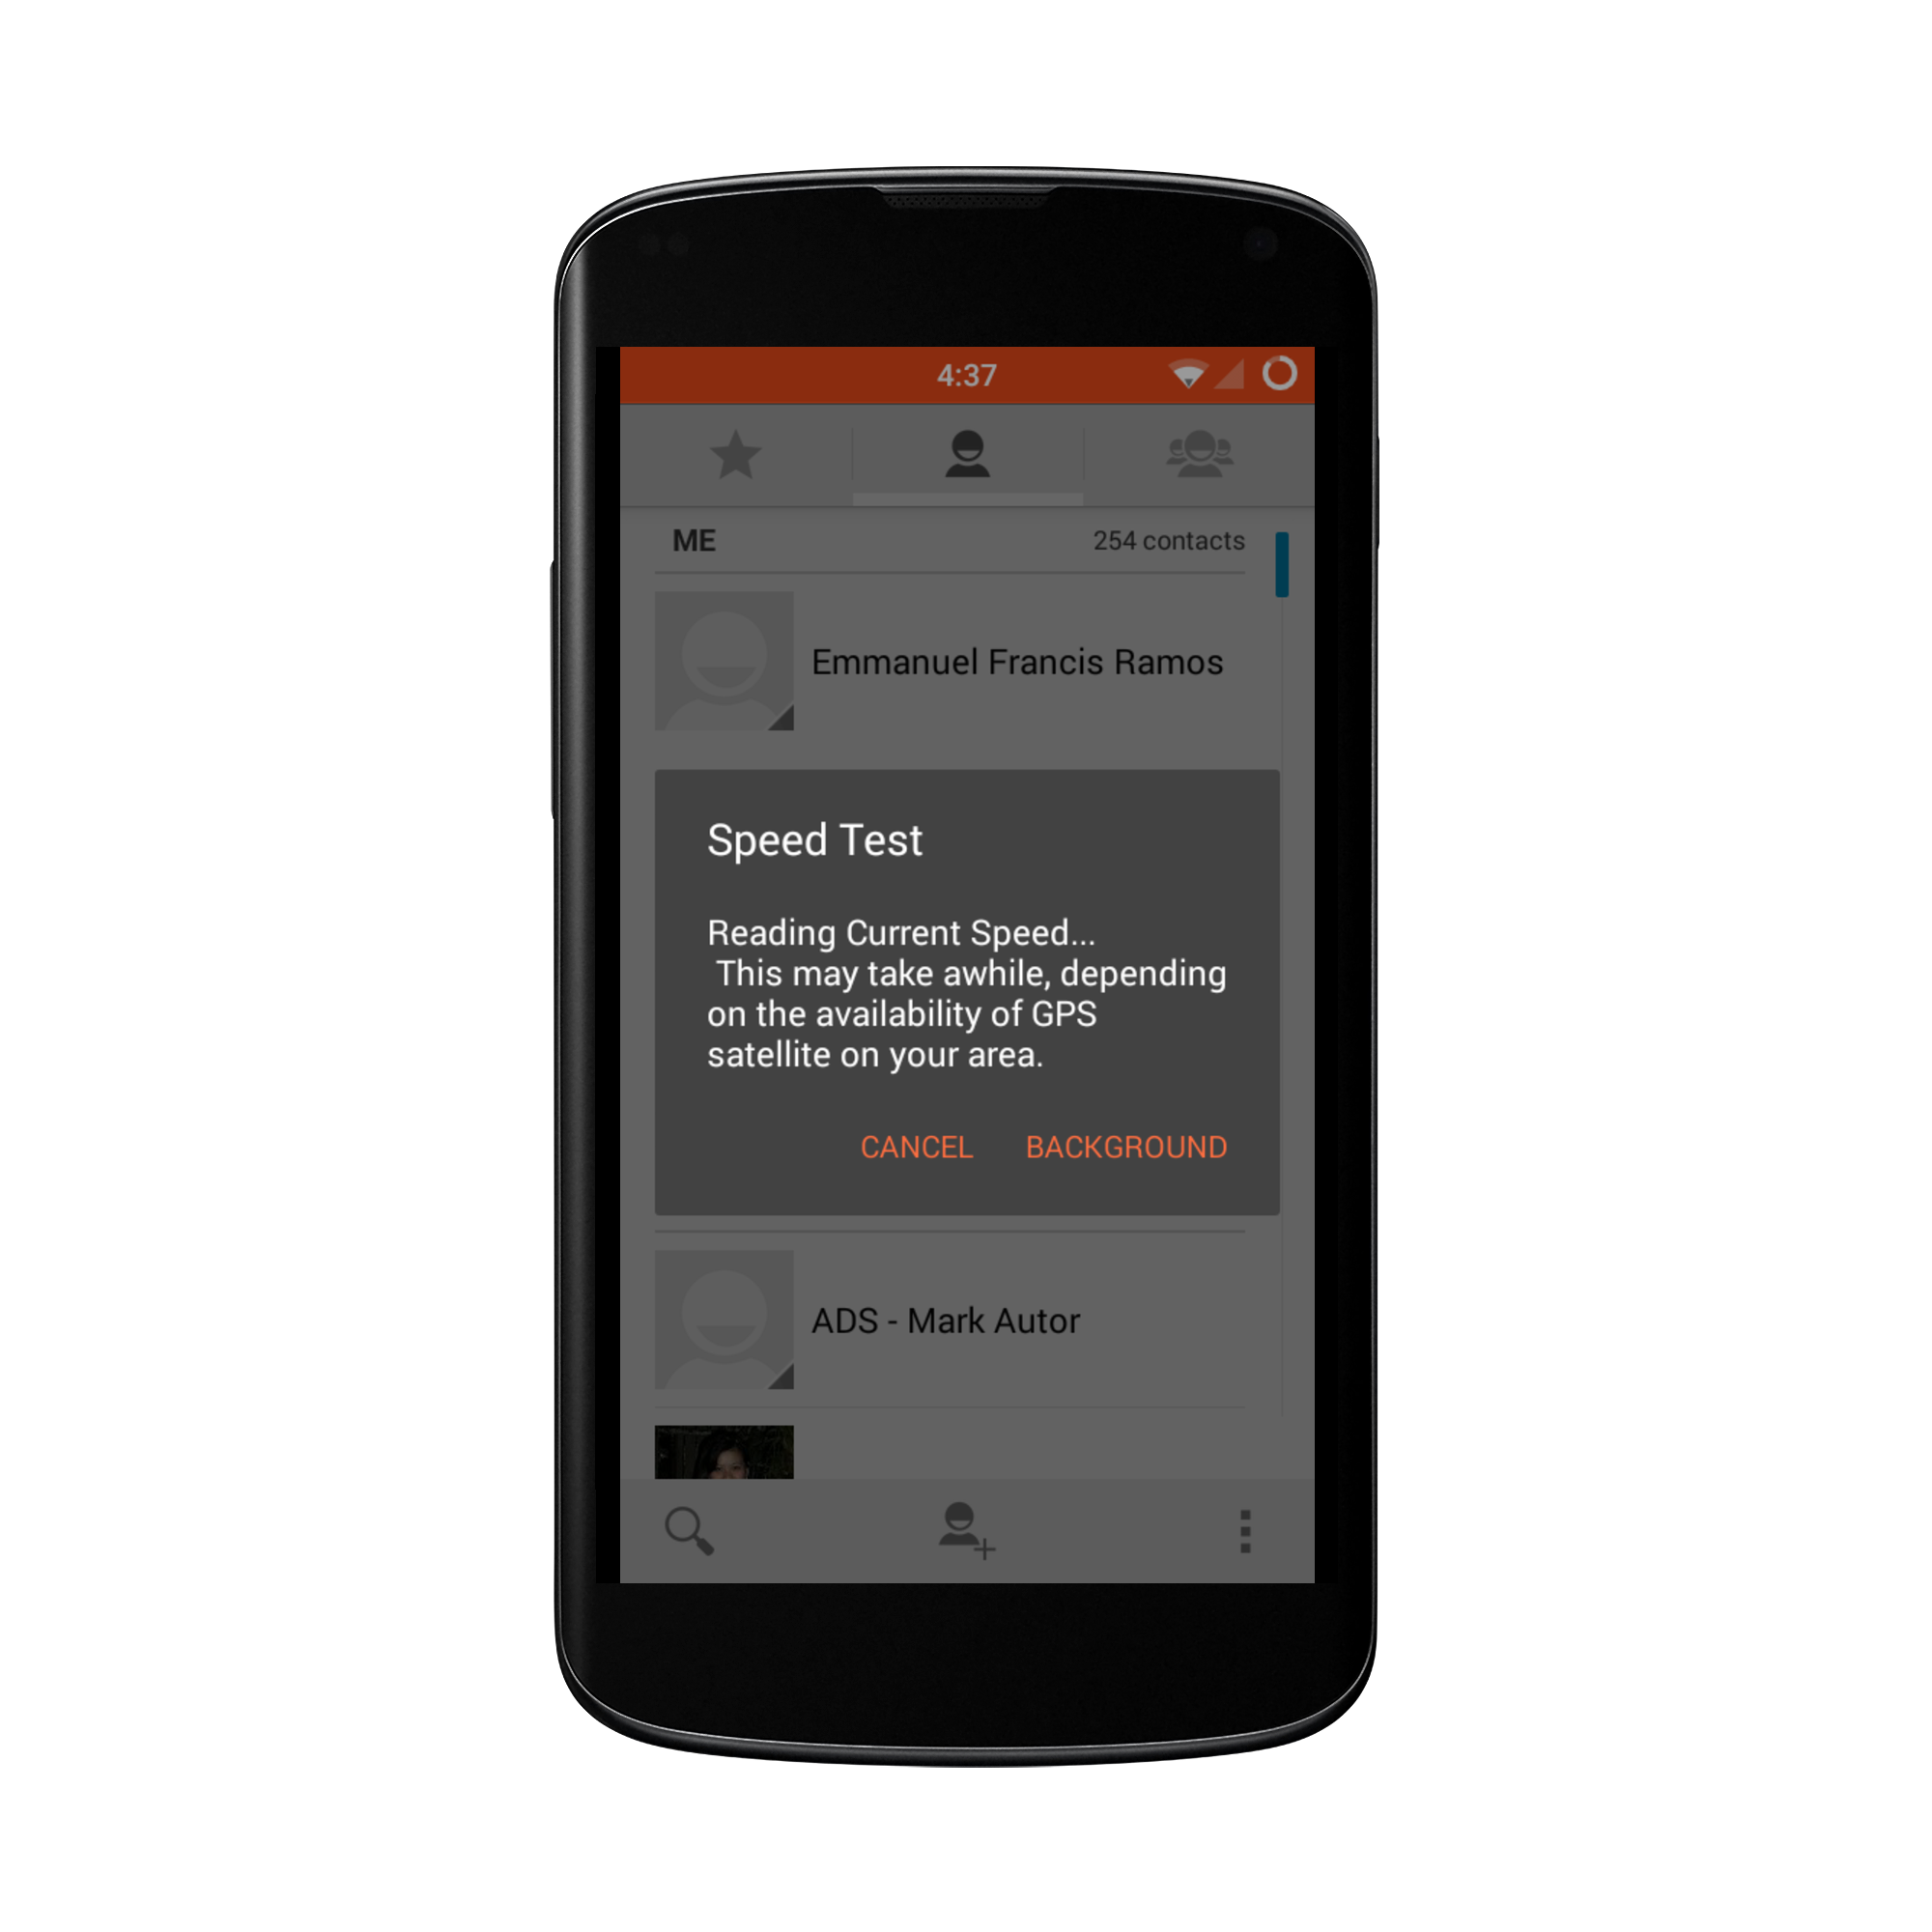 4:37
ME 254 contacts
Emmanuel Francis Ramos
Speed Test
Reading Current Speed...
This may take awhile, depending
on the availability of GPS
satellite on your area.
CANCEL BACKGROUND
ADS - Mark Autor